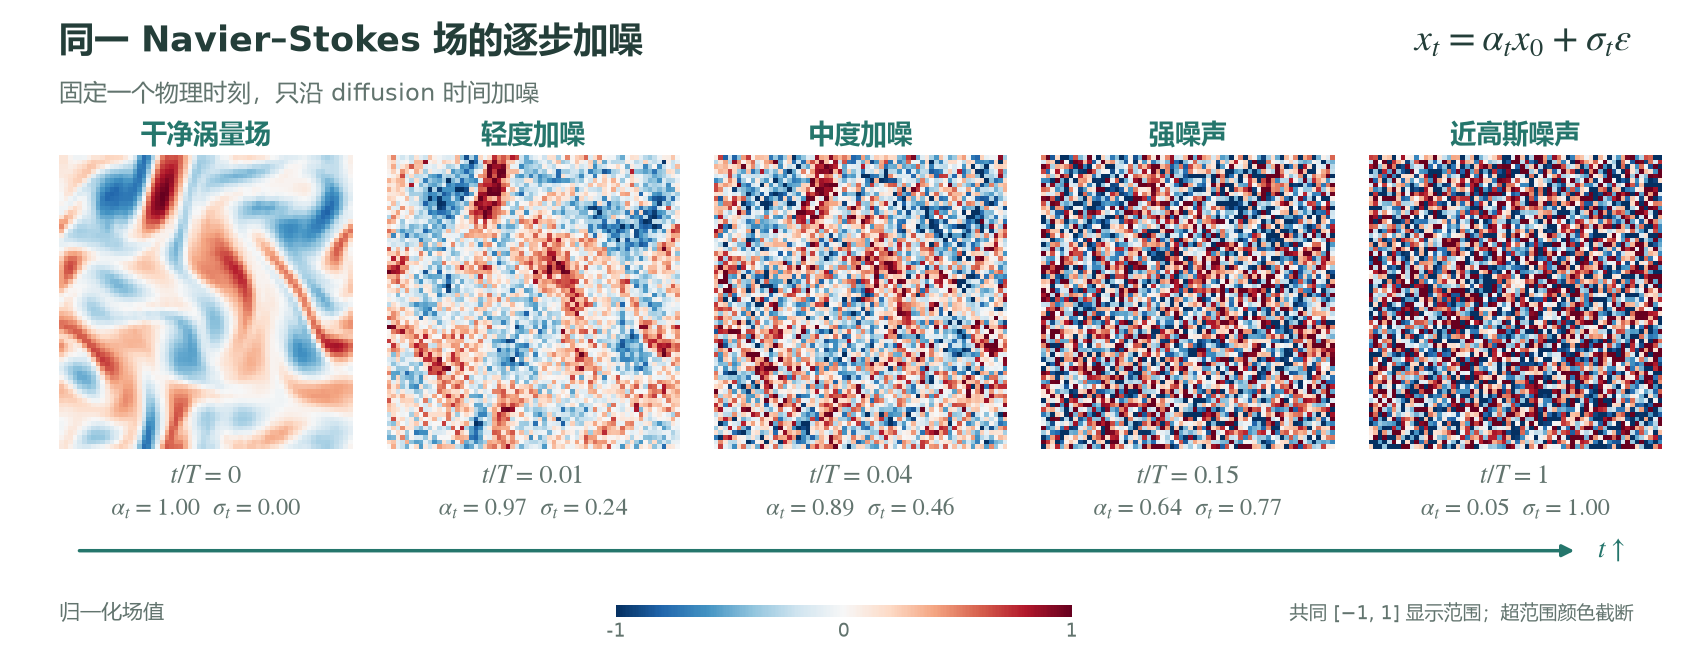 同一 Navier–Stokes 场的逐步加噪
x_t = α_t x_0 + σ_t ε
固定一个物理时刻，只沿 diffusion 时间加噪
干净涡量场 轻度加噪 中度加噪 强噪声 近高斯噪声
t/T = 0 t/T = 0.01 t/T = 0.04 t/T = 0.15 t/T = 1
α_t = 1.00 σ_t = 0.00 α_t = 0.97 σ_t = 0.24 α_t = 0.89 σ_t = 0.46 α_t = 0.64 σ_t = 0.77 α_t = 0.05 σ_t = 1.00
t ↑
归一化场值
-1 0 1
共同 [−1, 1] 显示范围；超范围颜色截断